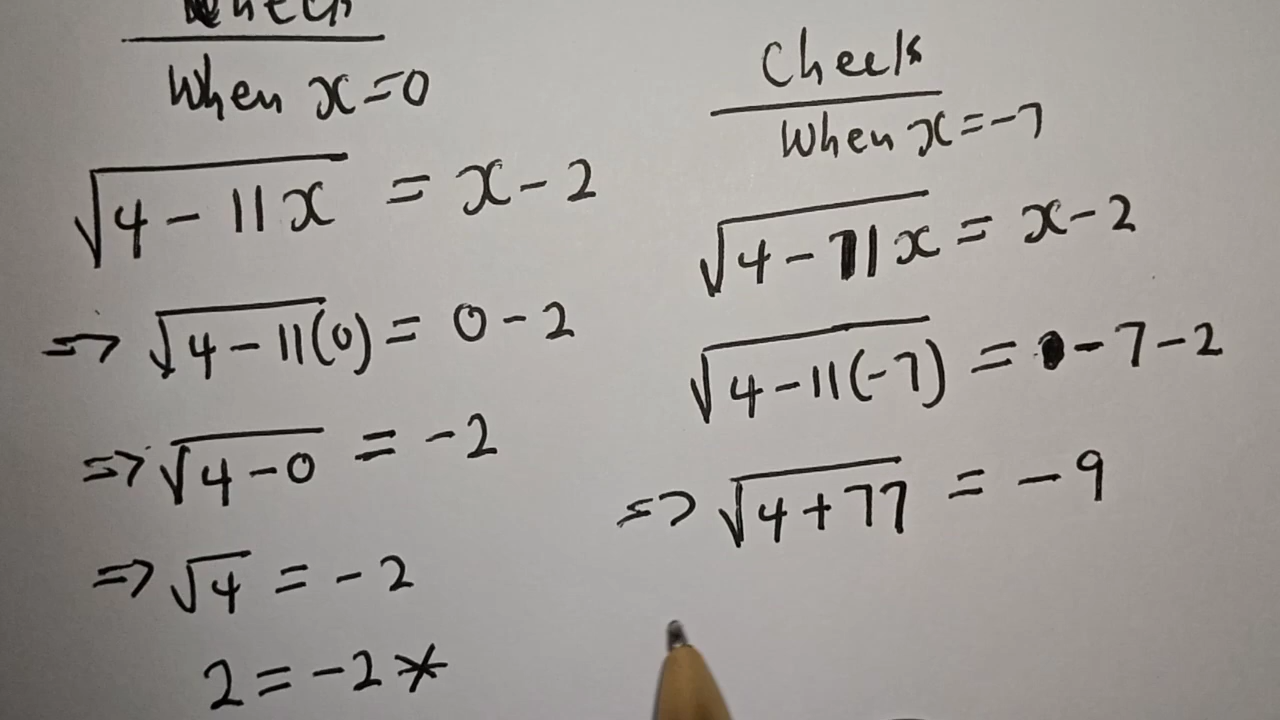 Check
When x=0
√4-11x = x-2
⇒ √4-11(0) = 0-2
⇒ √4-0 = -2
⇒ √4 = -2
2=-2*
Check
When x=-7
√4-11x = x-2
√4-11(-7) = -7-2
⇒ √4+77 = -9